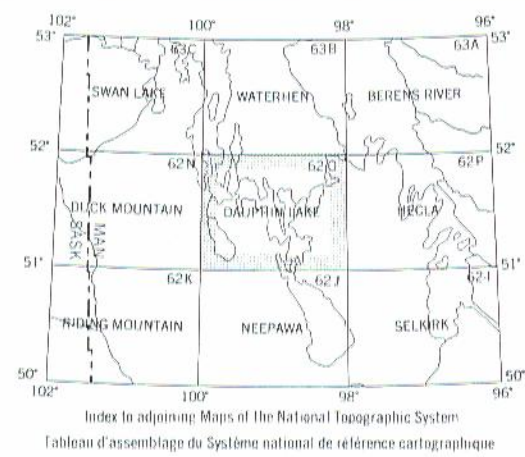 102° 100° 98° 96°
53° 63C 63B 63A 53°
SWAN LAKE WATERHEN BERENS RIVER
52° 62N 62O 62P 52°
DUCK MOUNTAIN DAUPHIN LAKE HECLA
MAN
SASK
51° 62K 62J 62I 51°
RIDING MOUNTAIN NEEPAWA SELKIRK
50° 50°
102° 100° 98° 96°
Index to adjoining Maps of the National Topographic System
Tableau d'assemblage du Système national de référence cartographique